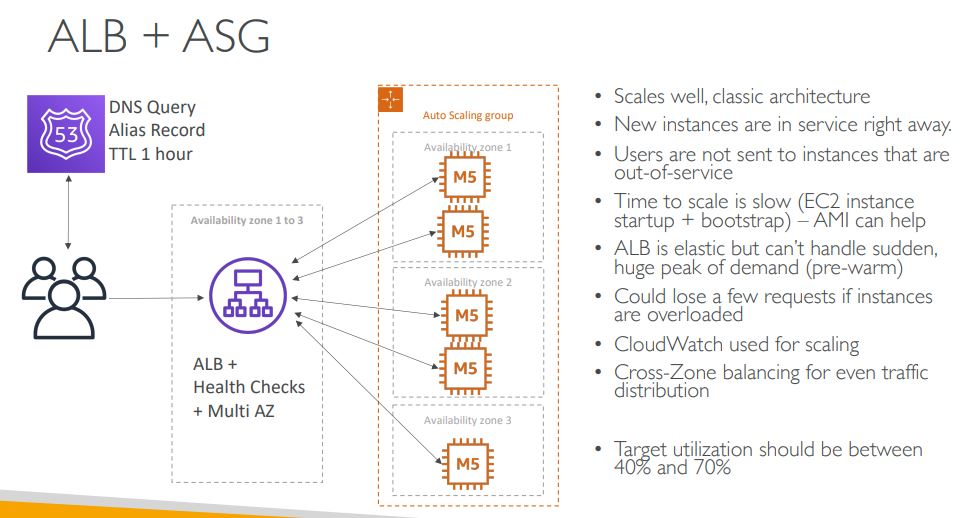 ALB + ASG
53
DNS Query
Alias Record
TTL 1 hour
Availability zone 1 to 3
ALB +
Health Checks
+ Multi AZ
Auto Scaling group
Availability zone 1
M5
M5
Availability zone 2
M5
M5
Availability zone 3
M5
• Scales well, classic architecture
• New instances are in service right away.
• Users are not sent to instances that are
out-of-service
• Time to scale is slow (EC2 instance
startup + bootstrap) – AMI can help
• ALB is elastic but can't handle sudden,
huge peak of demand (pre-warm)
• Could lose a few requests if instances
are overloaded
• CloudWatch used for scaling
• Cross-Zone balancing for even traffic
distribution
• Target utilization should be between
40% and 70%